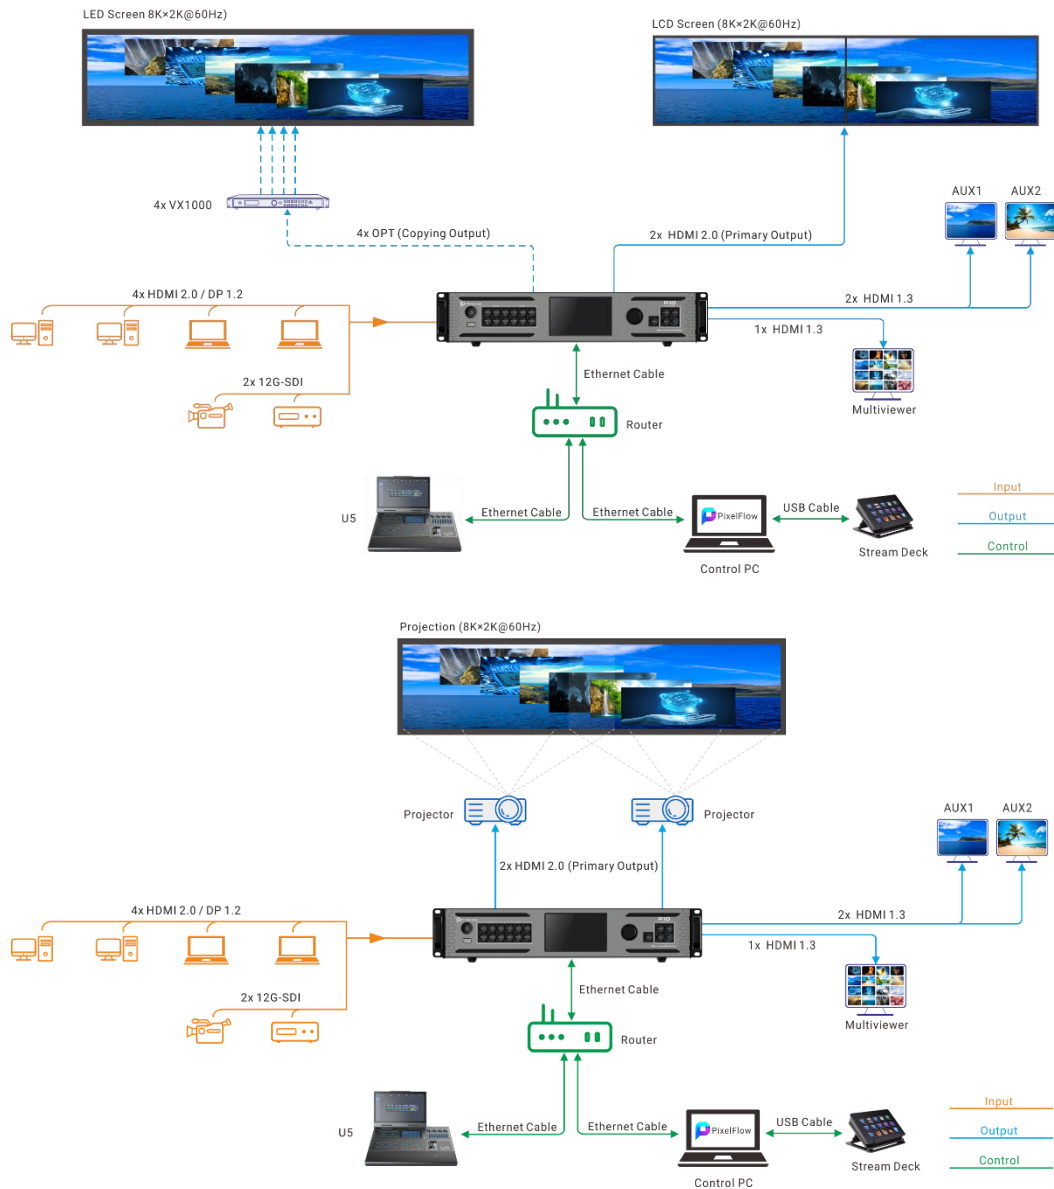 LED Screen 8K×2K@60Hz)
LCD Screen (8K×2K@60Hz)
4x VX1000
AUX1
AUX2
4x OPT (Copying Output)
2x HDMI 2.0 (Primary Output)
4x HDMI 2.0 / DP 1.2
P10
2x HDMI 1.3
1x HDMI 1.3
Ethernet Cable
2x 12G-SDI
Multiviewer
Router
U5
Ethernet Cable
Ethernet Cable
PixelFlow
USB Cable
Control PC
Stream Deck
Input
Output
Control
Projection (8K×2K@60Hz)
Projector
Projector
AUX1
AUX2
2x HDMI 2.0 (Primary Output)
4x HDMI 2.0 / DP 1.2
P10
2x HDMI 1.3
1x HDMI 1.3
Ethernet Cable
2x 12G-SDI
Multiviewer
Router
U5
Ethernet Cable
Ethernet Cable
PixelFlow
USB Cable
Control PC
Stream Deck
Input
Output
Control